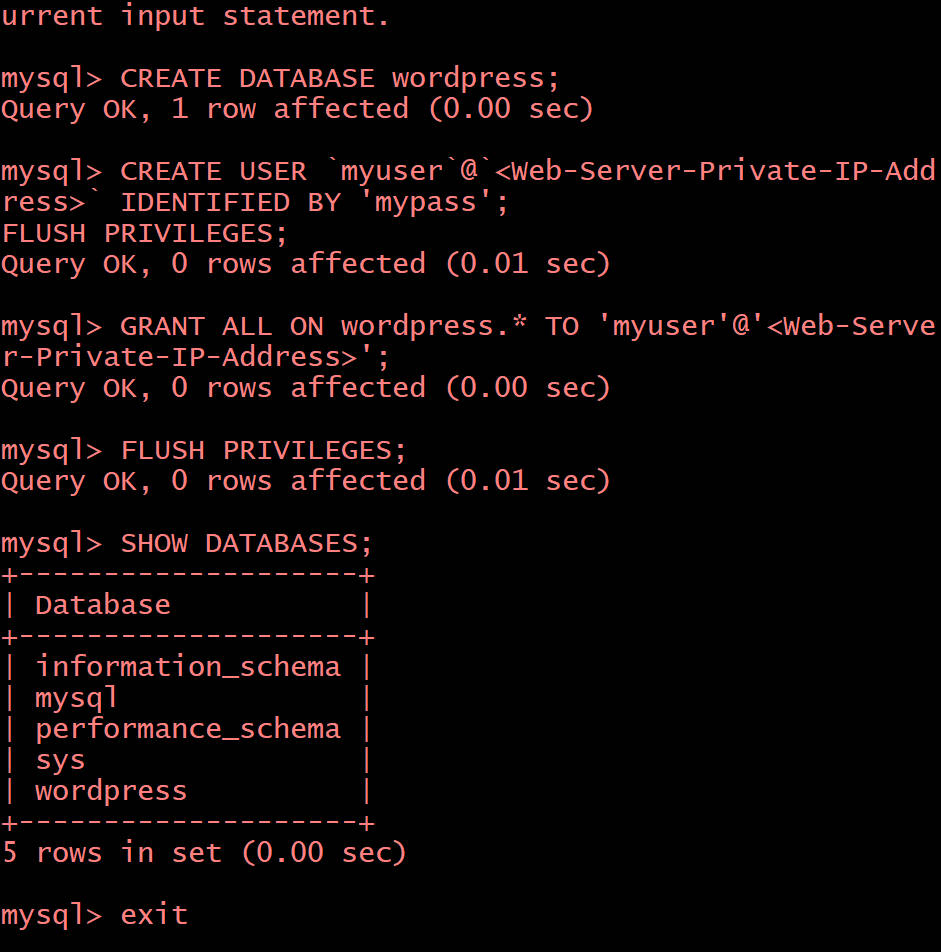 urrent input statement.
mysql> CREATE DATABASE wordpress;
Query OK, 1 row affected (0.00 sec)
mysql> CREATE USER `myuser`@`<Web-Server-Private-IP-Add
ress>` IDENTIFIED BY 'mypass';
FLUSH PRIVILEGES;
Query OK, 0 rows affected (0.01 sec)
mysql> GRANT ALL ON wordpress.* TO 'myuser'@'<Web-Serve
r-Private-IP-Address>';
Query OK, 0 rows affected (0.00 sec)
mysql> FLUSH PRIVILEGES;
Query OK, 0 rows affected (0.01 sec)
mysql> SHOW DATABASES;
+--------------------+
| Database           |
+--------------------+
| information_schema |
| mysql              |
| performance_schema |
| sys                |
| wordpress          |
+--------------------+
5 rows in set (0.00 sec)
mysql> exit